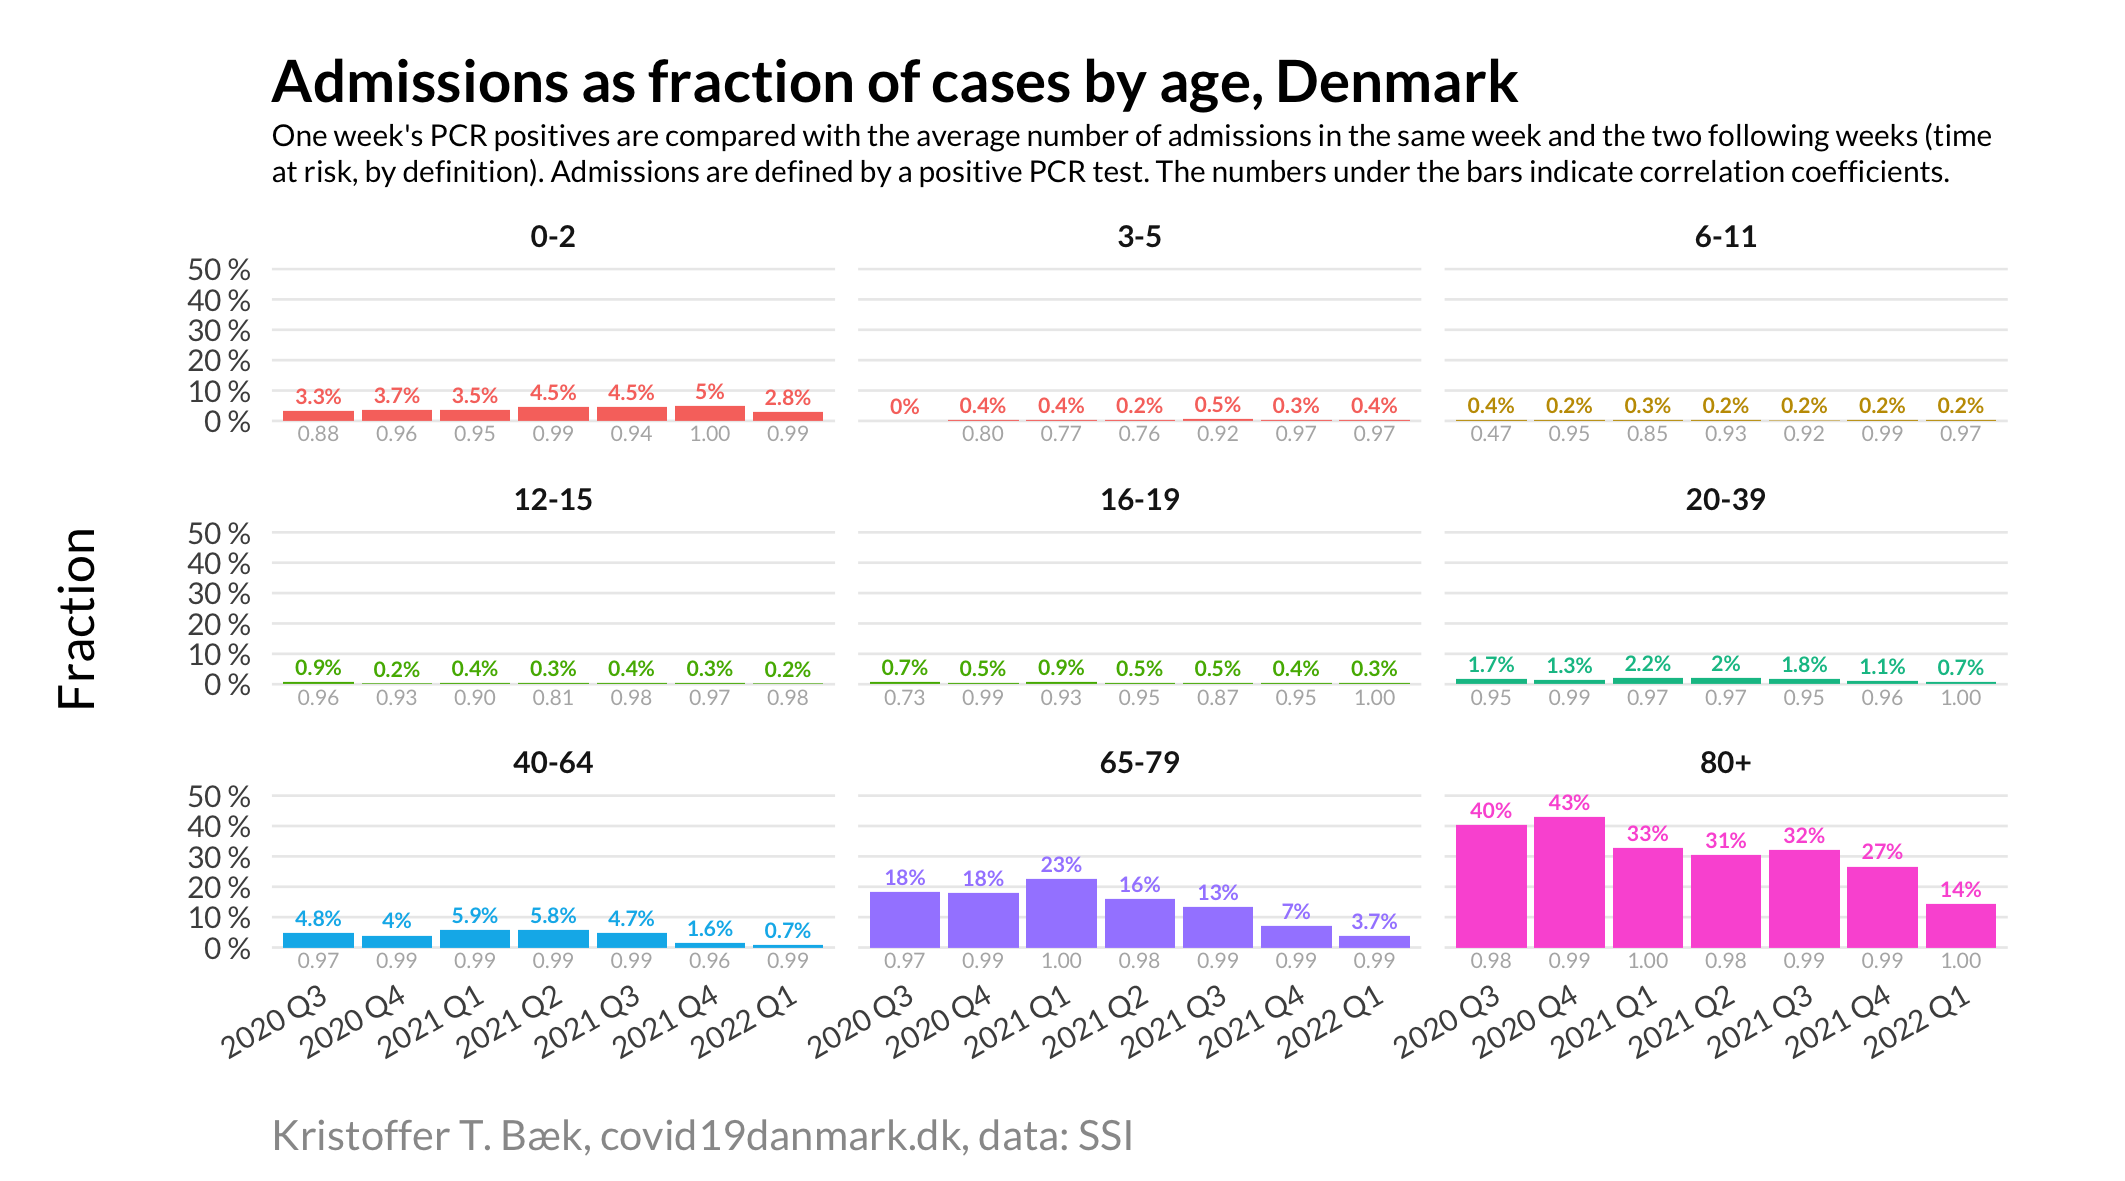 Admissions as fraction of cases by age, Denmark
One week's PCR positives are compared with the average number of admissions in the same week and the two following weeks (time
at risk, by definition). Admissions are defined by a positive PCR test. The numbers under the bars indicate correlation coefficients.
Fraction
0-2
50 %
40 %
30 %
20 %
10 %
0 %
3.3% 3.7% 3.5% 4.5% 4.5% 5% 2.8%
0.88 0.96 0.95 0.99 0.94 1.00 0.99
3-5
0% 0.4% 0.4% 0.2% 0.5% 0.3% 0.4%
0.80 0.77 0.76 0.92 0.97 0.97
6-11
0.4% 0.2% 0.3% 0.2% 0.2% 0.2% 0.2%
0.47 0.95 0.85 0.93 0.92 0.99 0.97
12-15
50 %
40 %
30 %
20 %
10 %
0 %
0.9% 0.2% 0.4% 0.3% 0.4% 0.3% 0.2%
0.96 0.93 0.90 0.81 0.98 0.97 0.98
16-19
0.7% 0.5% 0.9% 0.5% 0.5% 0.4% 0.3%
0.73 0.99 0.93 0.95 0.87 0.95 1.00
20-39
1.7% 1.3% 2.2% 2% 1.8% 1.1% 0.7%
0.95 0.99 0.97 0.97 0.95 0.96 1.00
40-64
50 %
40 %
30 %
20 %
10 %
0 %
4.8% 4% 5.9% 5.8% 4.7% 1.6% 0.7%
0.97 0.99 0.99 0.99 0.99 0.96 0.99
2020 Q3 2020 Q4 2021 Q1 2021 Q2 2021 Q3 2021 Q4 2022 Q1
65-79
18% 18% 23% 16% 13% 7% 3.7%
0.97 0.99 1.00 0.98 0.99 0.99 0.99
2020 Q3 2020 Q4 2021 Q1 2021 Q2 2021 Q3 2021 Q4 2022 Q1
80+
40% 43% 33% 31% 32% 27% 14%
0.98 0.99 1.00 0.98 0.99 0.99 1.00
2020 Q3 2020 Q4 2021 Q1 2021 Q2 2021 Q3 2021 Q4 2022 Q1
Kristoffer T. Bæk, covid19danmark.dk, data: SSI